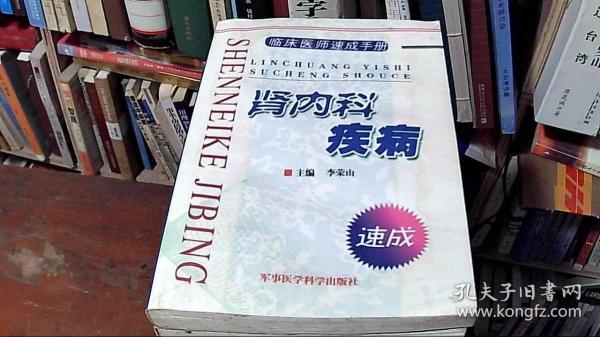 临床医师速成手册
LINCHUANG YISHI
SUCHENG SHOUCE
SHENNEIKE JIBING
肾内科
疾病
主编 李荣山
速成
军事医学科学出版社
孔夫子旧书网
www.kongfz.com